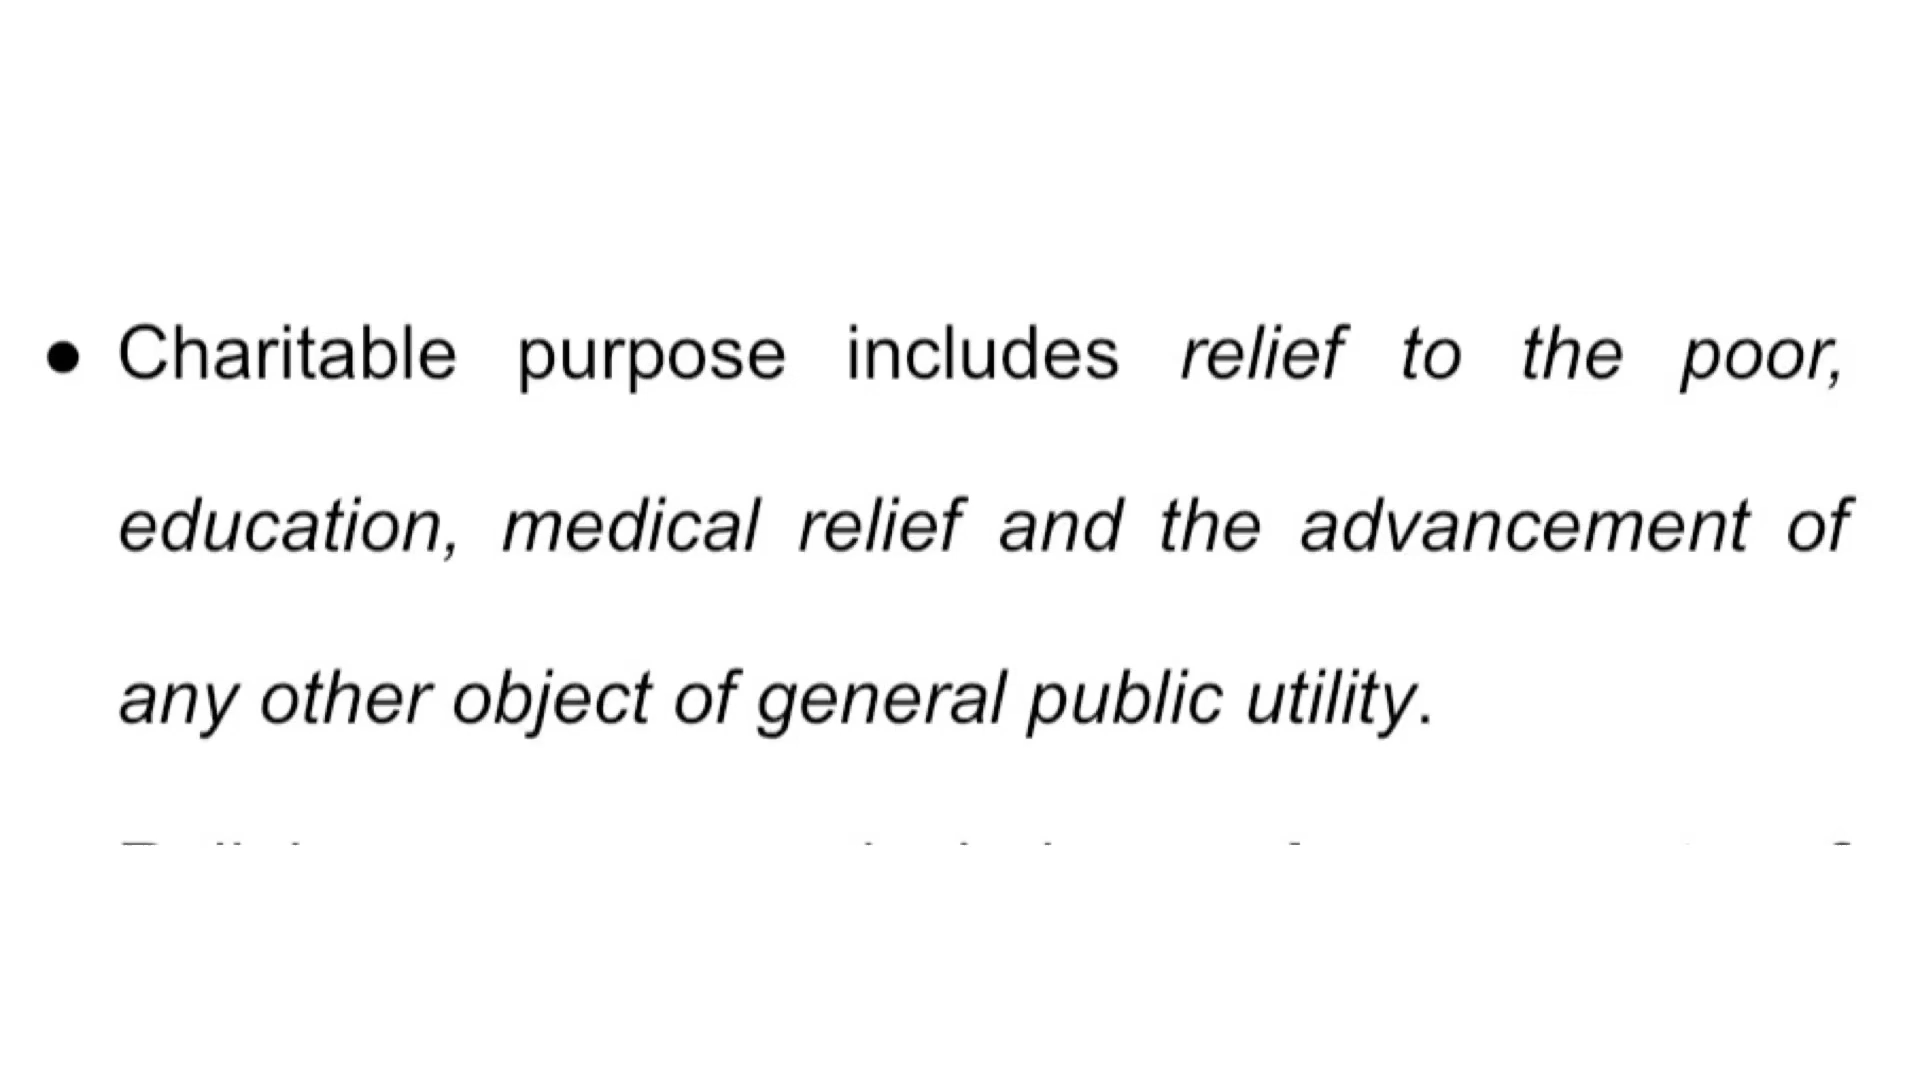 ● Charitable purpose includes relief to the poor,
education, medical relief and the advancement of
any other object of general public utility.